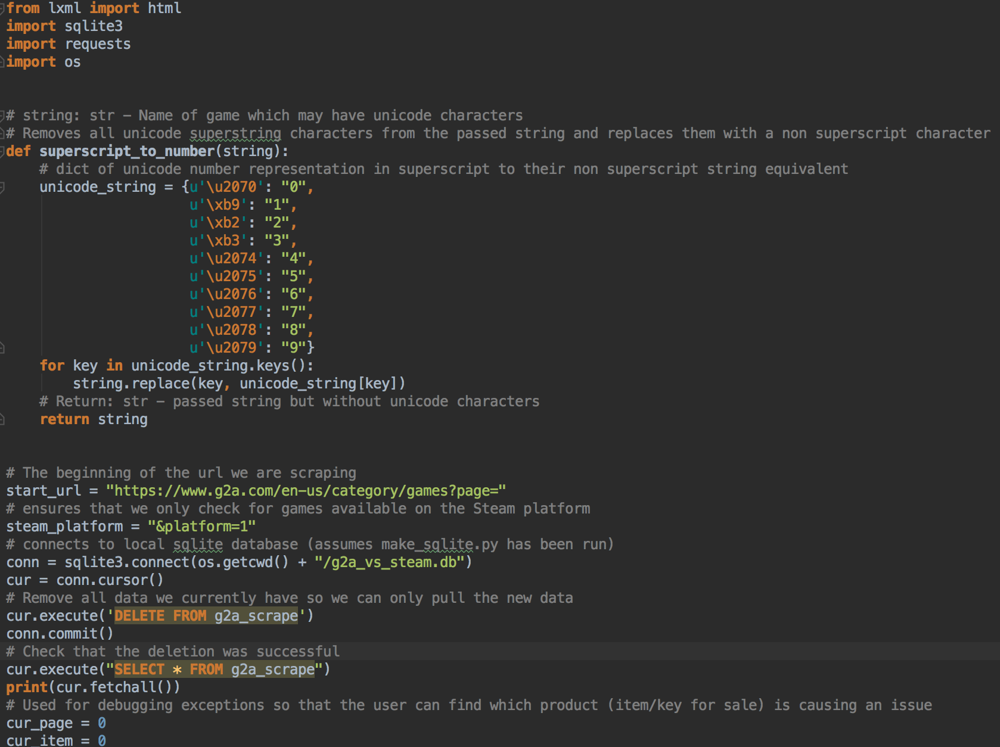 from lxml import html
import sqlite3
import requests
import os
# string: str – Name of game which may have unicode characters
# Removes all unicode superstring characters from the passed string and replaces them with a non superscript character
def superscript_to_number(string):
    # dict of unicode number representation in superscript to their non superscript string equivalent
    unicode_string = {u'\u2070': "0",
                      u'\xb9': "1",
                      u'\xb2': "2",
                      u'\xb3': "3",
                      u'\u2074': "4",
                      u'\u2075': "5",
                      u'\u2076': "6",
                      u'\u2077': "7",
                      u'\u2078': "8",
                      u'\u2079': "9"}
    for key in unicode_string.keys():
        string.replace(key, unicode_string[key])
    # Return: str – passed string but without unicode characters
    return string
# The beginning of the url we are scraping
start_url = "https://www.g2a.com/en-us/category/games?page="
# ensures that we only check for games available on the Steam platform
steam_platform = "&platform=1"
# connects to local sqlite database (assumes make_sqlite.py has been run)
conn = sqlite3.connect(os.getcwd() + "/g2a_vs_steam.db")
cur = conn.cursor()
# Remove all data we currently have so we can only pull the new data
cur.execute('DELETE FROM g2a_scrape')
conn.commit()
# Check that the deletion was successful
cur.execute("SELECT * FROM g2a_scrape")
print(cur.fetchall())
# Used for debugging exceptions so that the user can find which product (item/key for sale) is causing an issue
cur_page = 0
cur_item = 0